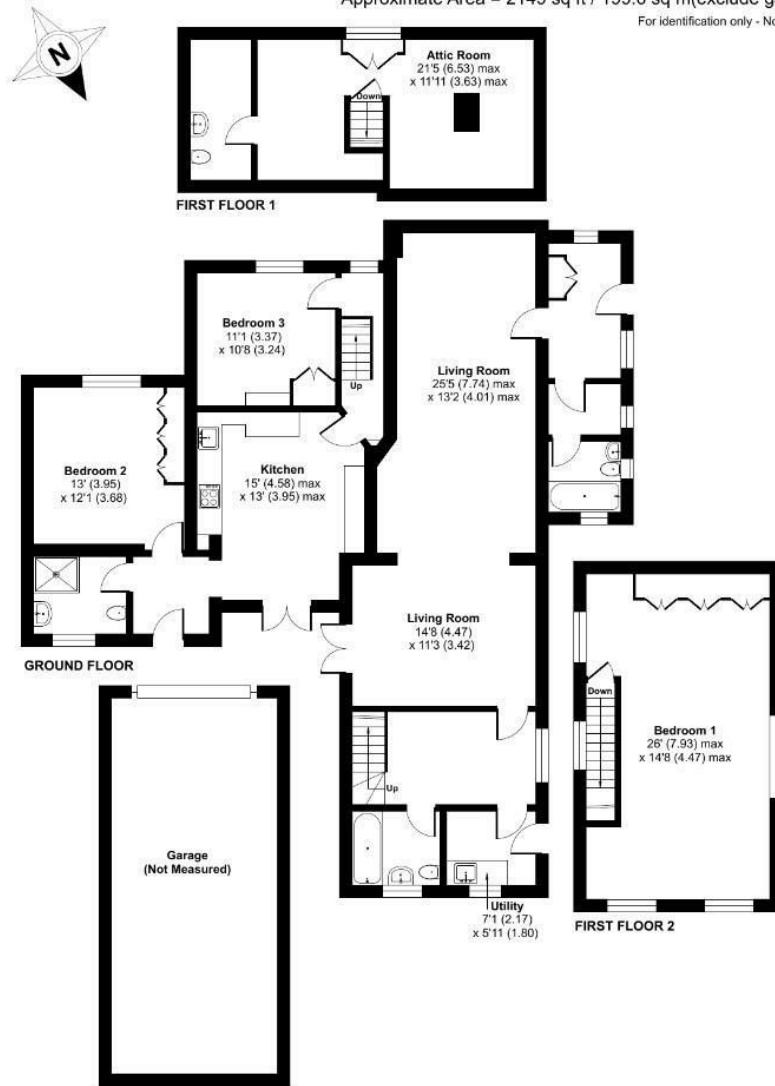 Approximate Area = 2149 sq ft / 199.6 sq m(exclude g
For identification only - No
N
Attic Room
21'5 (6.53) max
x 11'11 (3.63) max
Down
FIRST FLOOR 1
Bedroom 3
11'1 (3.37)
x 10'8 (3.24)
Up
Living Room
25'5 (7.74) max
x 13'2 (4.01) max
Bedroom 2
13' (3.95)
x 12'1 (3.68)
Kitchen
15' (4.58) max
x 13' (3.95) max
GROUND FLOOR
Living Room
14'8 (4.47)
x 11'3 (3.42)
Down
Bedroom 1
26' (7.93) max
x 14'8 (4.47) max
Up
Garage
(Not Measured)
Utility
7'1 (2.17)
x 5'11 (1.80)
FIRST FLOOR 2